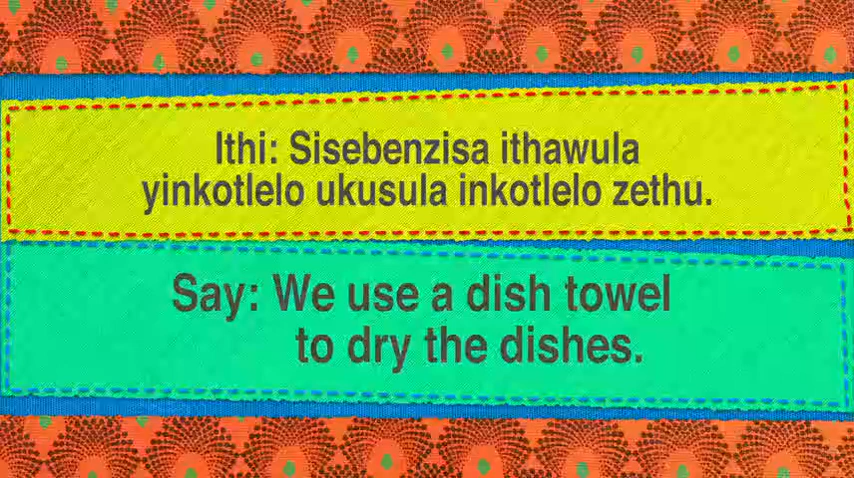 Ithi: Sisebenzisa ithawula
yinkotlelo ukusula inkotlelo zethu.
Say: We use a dish towel
to dry the dishes.